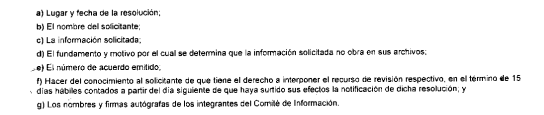 a) Lugar y fecha de la resolución;
b) El nombre del solicitante;
c) La información solicitada;
d) El fundamento y motivo por el cual se determina que la información solicitada no obra en sus archivos;
e) El número de acuerdo emitido;
f) Hacer del conocimiento al solicitante de que tiene el derecho a interponer el recurso de revisión respectivo, en el término de 15
días hábiles contados a partir del día siguiente de que haya surtido sus efectos la notificación de dicha resolución; y
g) Los nombres y firmas autógrafas de los integrantes del Comité de Información.